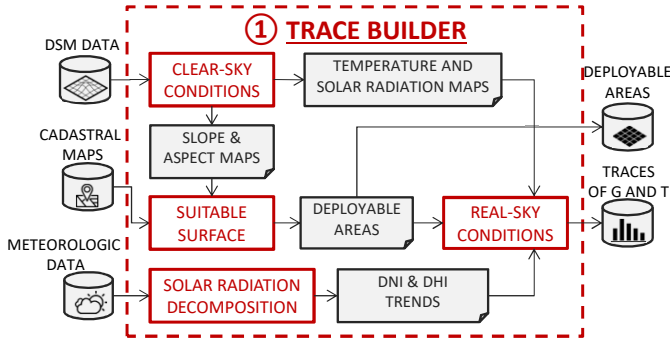 ① TRACE BUILDER
DSM DATA
CLEAR-SKY
CONDITIONS
TEMPERATURE AND
SOLAR RADIATION MAPS
DEPLOYABLE
AREAS
CADASTRAL
MAPS
SLOPE &
ASPECT MAPS
SUITABLE
SURFACE
DEPLOYABLE
AREAS
REAL-SKY
CONDITIONS
TRACES
OF G AND T
METEOROLOGIC
DATA
SOLAR RADIATION
DECOMPOSITION
DNI & DHI
TRENDS